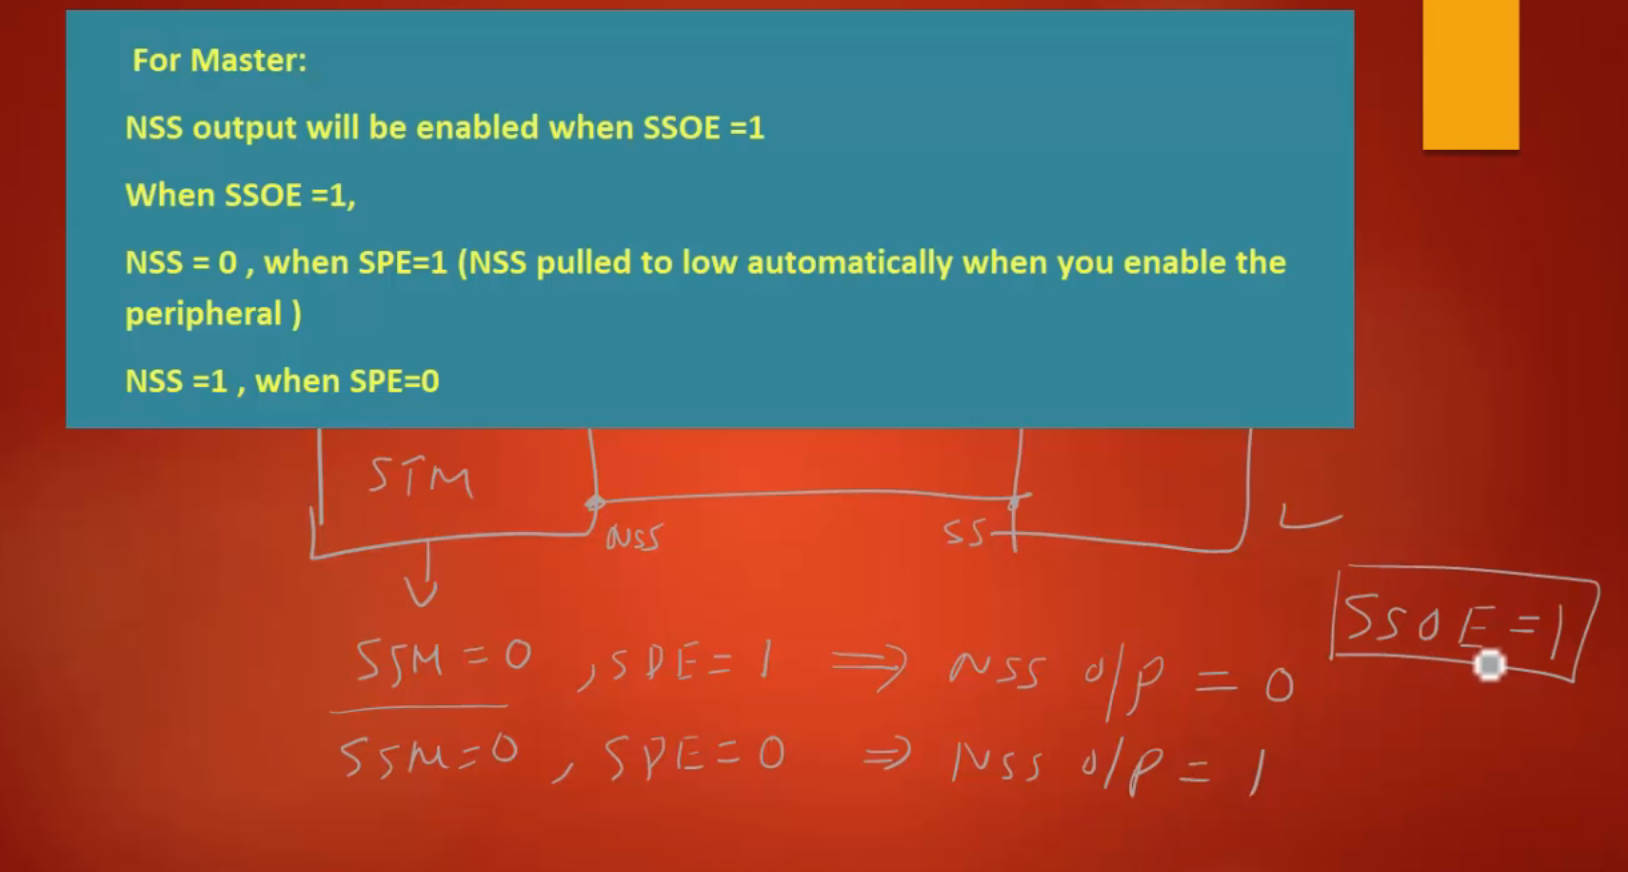 For Master:
NSS output will be enabled when SSOE =1
When SSOE =1,
NSS = 0 , when SPE=1 (NSS pulled to low automatically when you enable the
peripheral )
NSS =1 , when SPE=0
STM
NSS
SS
SSOE=1
SSM=0 , SPE=1 ⇒ NSS o/p = 0
SSM=0 , SPE=0 ⇒ NSS o/p = 1